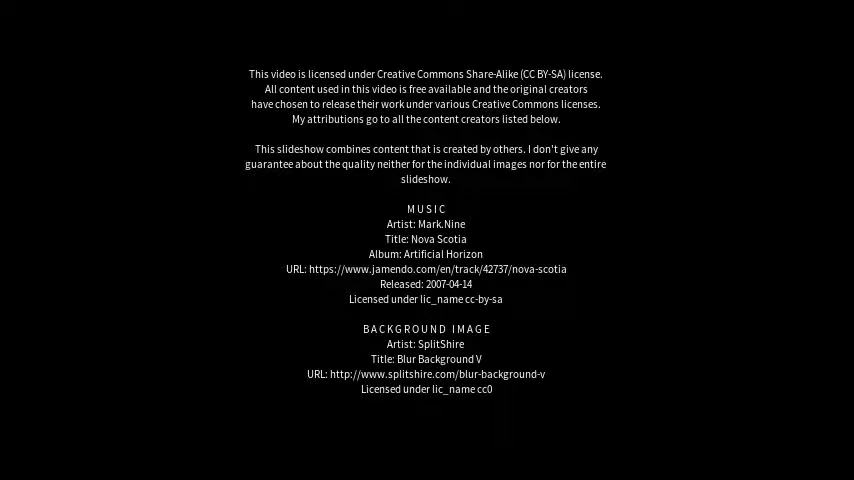 This video is licensed under Creative Commons Share-Alike (CC BY-SA) license.
All content used in this video is free available and the original creators
have chosen to release their work under various Creative Commons licenses.
My attributions go to all the content creators listed below.
This slideshow combines content that is created by others. I don't give any
guarantee about the quality neither for the individual images nor for the entire
slideshow.
MUSIC
Artist: Mark.Nine
Title: Nova Scotia
Album: Artificial Horizon
URL: https://www.jamendo.com/en/track/42737/nova-scotia
Released: 2007-04-14
Licensed under lic_name cc-by-sa
BACKGROUND IMAGE
Artist: SplitShire
Title: Blur Background V
URL: http://www.splitshire.com/blur-background-v
Licensed under lic_name cc0